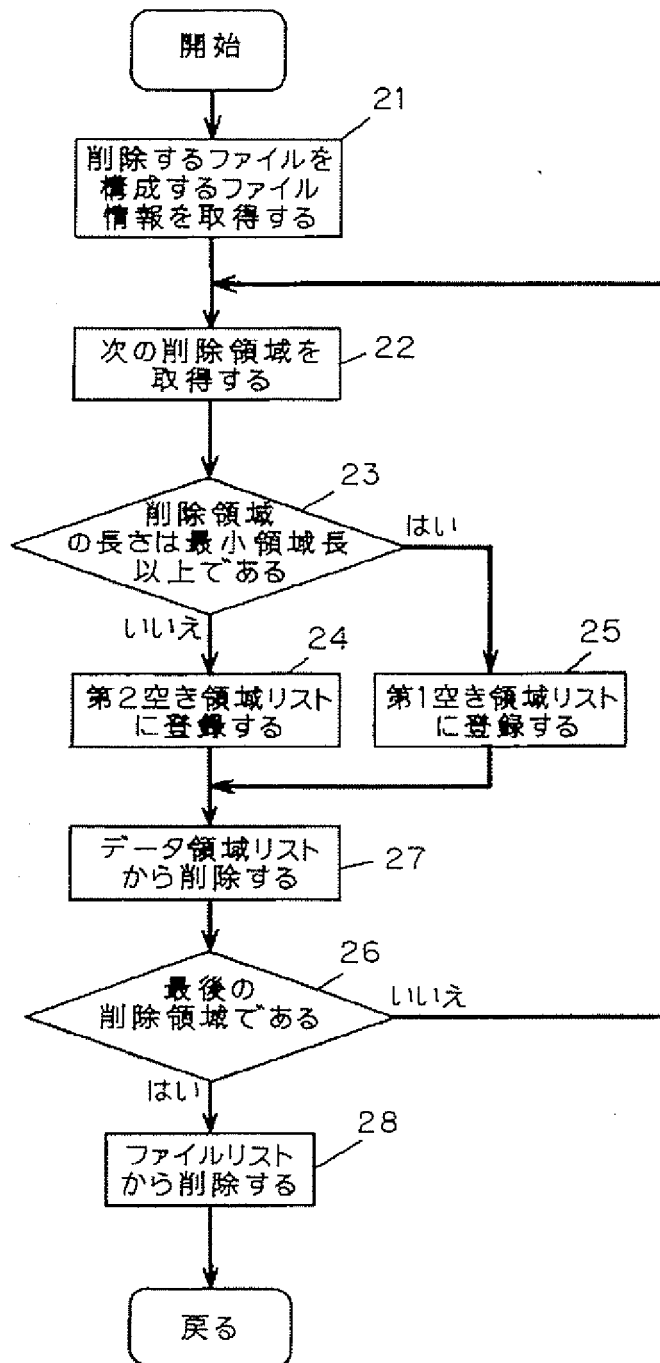 開始
21
削除するファイルを
構成するファイル
情報を取得する
次の削除領域を
取得する
22
23
削除領域
の長さは最小領域長
以上である
はい
いいえ
24
第2空き領域リスト
に登録する
25
第1空き領域リスト
に登録する
データ領域リスト
から削除する
27
26
最後の
削除領域である
いいえ
はい
28
ファイルリスト
から削除する
戻る